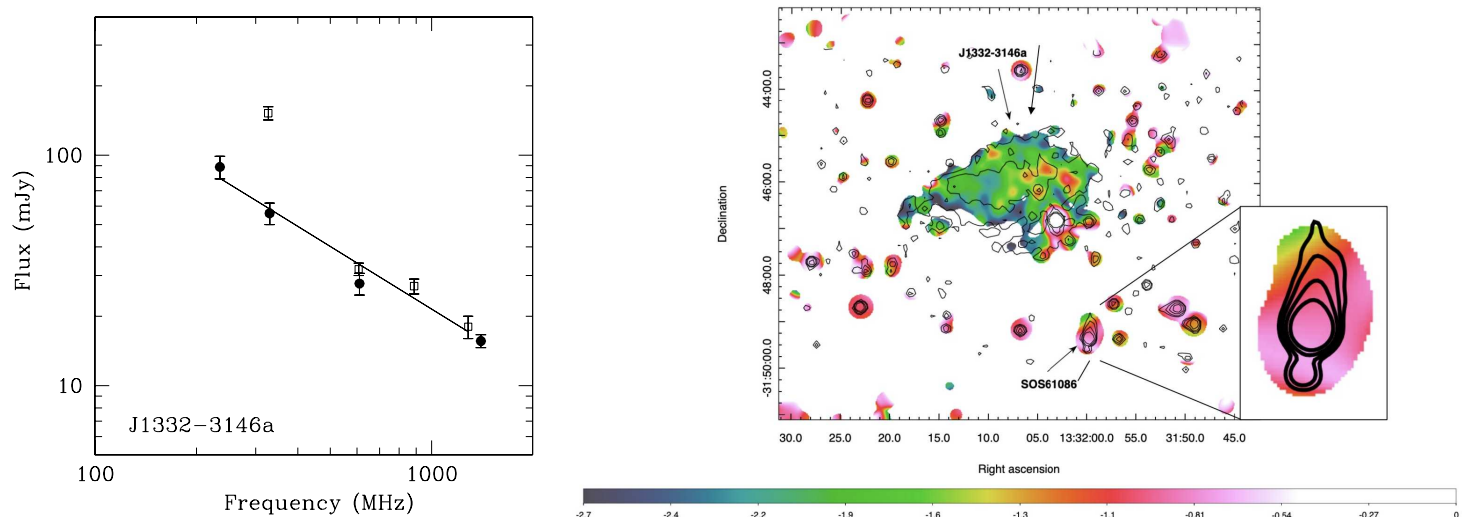 100
10
Flux (mJy)
J1332-3146a
100
1000
Frequency (MHz)
J1332-3146a
44:00.0
46:00.0
48:00.0
-31:50:00.0
Declination
SOS61086
30.0 25.0 20.0 15.0 10.0 05.0 13:32:00.0 55.0 31:50.0 45.0
Right ascension
-2.7 -2.4 -2.2 -1.9 -1.6 -1.3 -1.1 -0.81 -0.54 -0.27 0